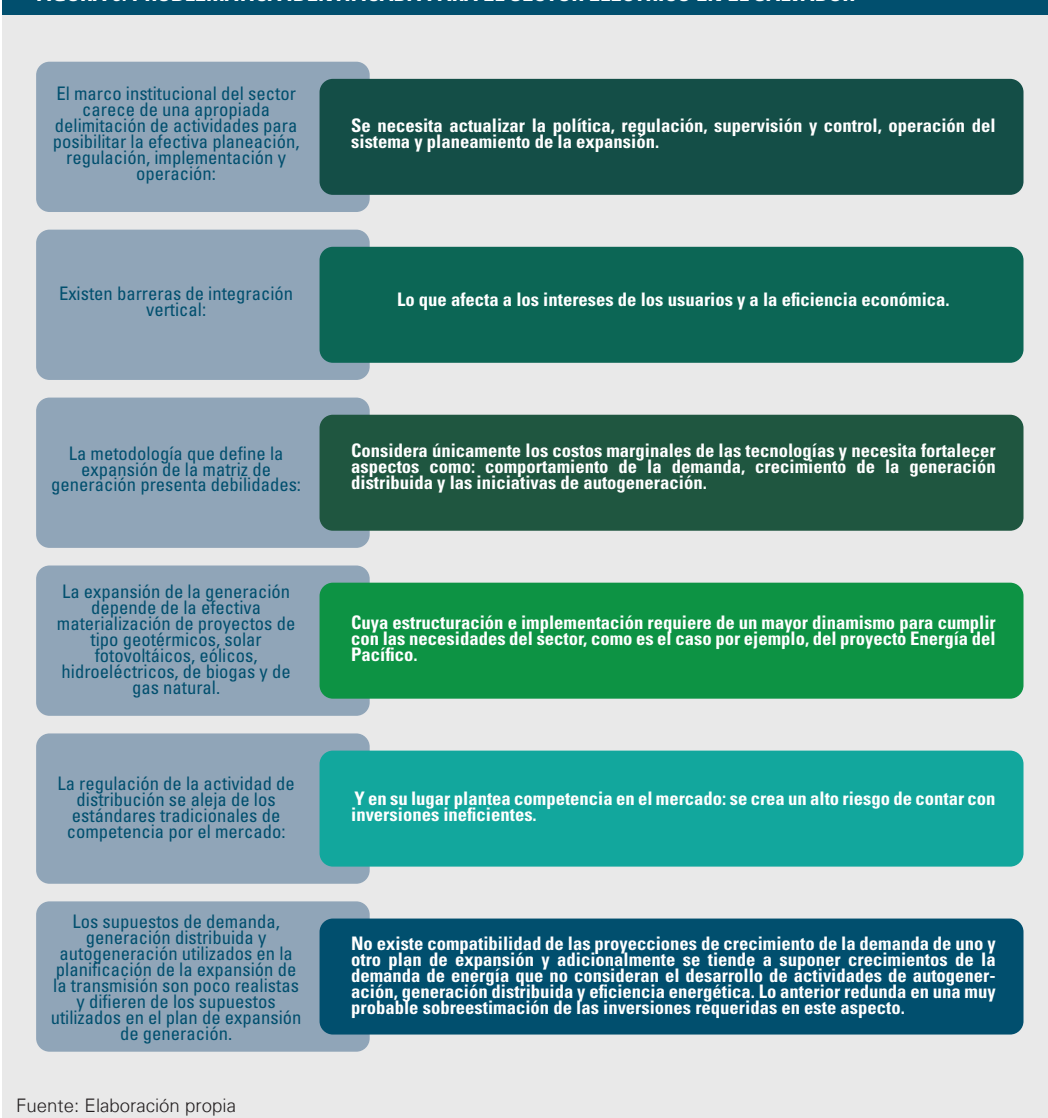 El marco institucional del sector
carece de una apropiada
delimitación de actividades para
posibilitar la efectiva planeación,
regulación, implementación y
operación:
Se necesita actualizar la política, regulación, supervisión y control, operación del
sistema y planeamiento de la expansión.
Existen barreras de integración
vertical:
Lo que afecta a los intereses de los usuarios y a la eficiencia económica.
La metodología que define la
expansión de la matriz de
generación presenta debilidades:
Considera únicamente los costos marginales de las tecnologías y necesita fortalecer
aspectos como: comportamiento de la demanda, crecimiento de la generación
distribuida y las iniciativas de autogeneración.
La expansión de la generación
depende de la efectiva
materialización de proyectos de
tipo geotérmicos, solar
fotovoltáicos, eólicos,
hidroeléctricos, de biogas y de
gas natural.
Cuya estructuración e implementación requiere de un mayor dinamismo para cumplir
con las necesidades del sector, como es el caso por ejemplo, del proyecto Energía del
Pacífico.
La regulación de la actividad de
distribución se aleja de los
estándares tradicionales de
competencia por el mercado:
Y en su lugar plantea competencia en el mercado: se crea un alto riesgo de contar con
inversiones ineficientes.
Los supuestos de demanda,
generación distribuida y
autogeneración utilizados en la
planificación de la expansión de
la transmisión son poco realistas
y difieren de los supuestos
utilizados en el plan de expansión
de generación.
No existe compatibilidad de las proyecciones de crecimiento de la demanda de uno y
otro plan de expansión y adicionalmente se tiende a suponer crecimientos de la
demanda de energía que no consideran el desarrollo de actividades de autogener-
ación, generación distribuida y eficiencia energética. Lo anterior redunda en una muy
probable sobreestimación de las inversiones requeridas en este aspecto.
Fuente: Elaboración propia